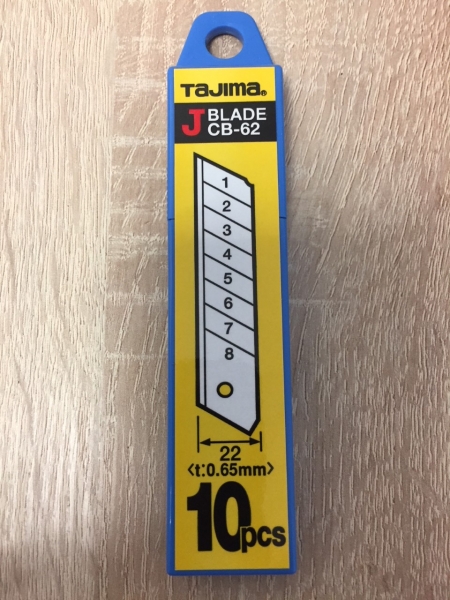 TAJIMA®
J BLADE
CB-62
1
2
3
4
5
6
7
8
22
<t:0.65mm>
10pcs